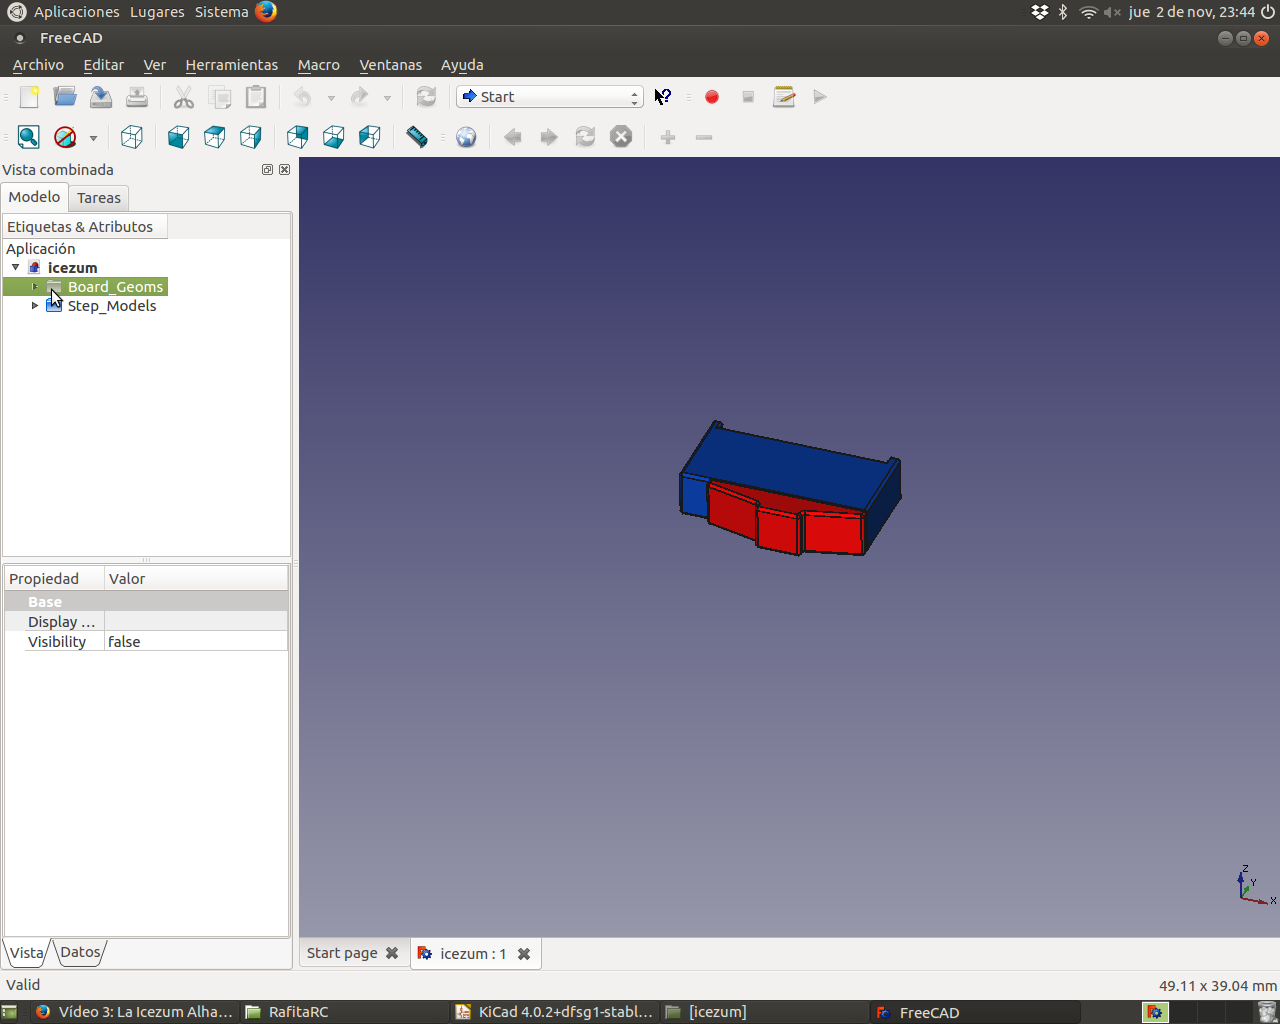 Aplicaciones Lugares Sistema jue 2 de nov, 23:44
FreeCAD
Archivo Editar Ver Herramientas Macro Ventanas Ayuda
Start
Vista combinada
Modelo Tareas
Etiquetas & Atributos
Aplicación
icezum
Board_Geoms
Step_Models
Propiedad Valor
Base
Display ...
Visibility false
Z
Y
X
Vista Datos
Start page icezum : 1
Valid 49.11 x 39.04 mm
Vídeo 3: La Icezum Alha... RafitaRC KiCad 4.0.2+dfsg1-stabl... [icezum] FreeCAD